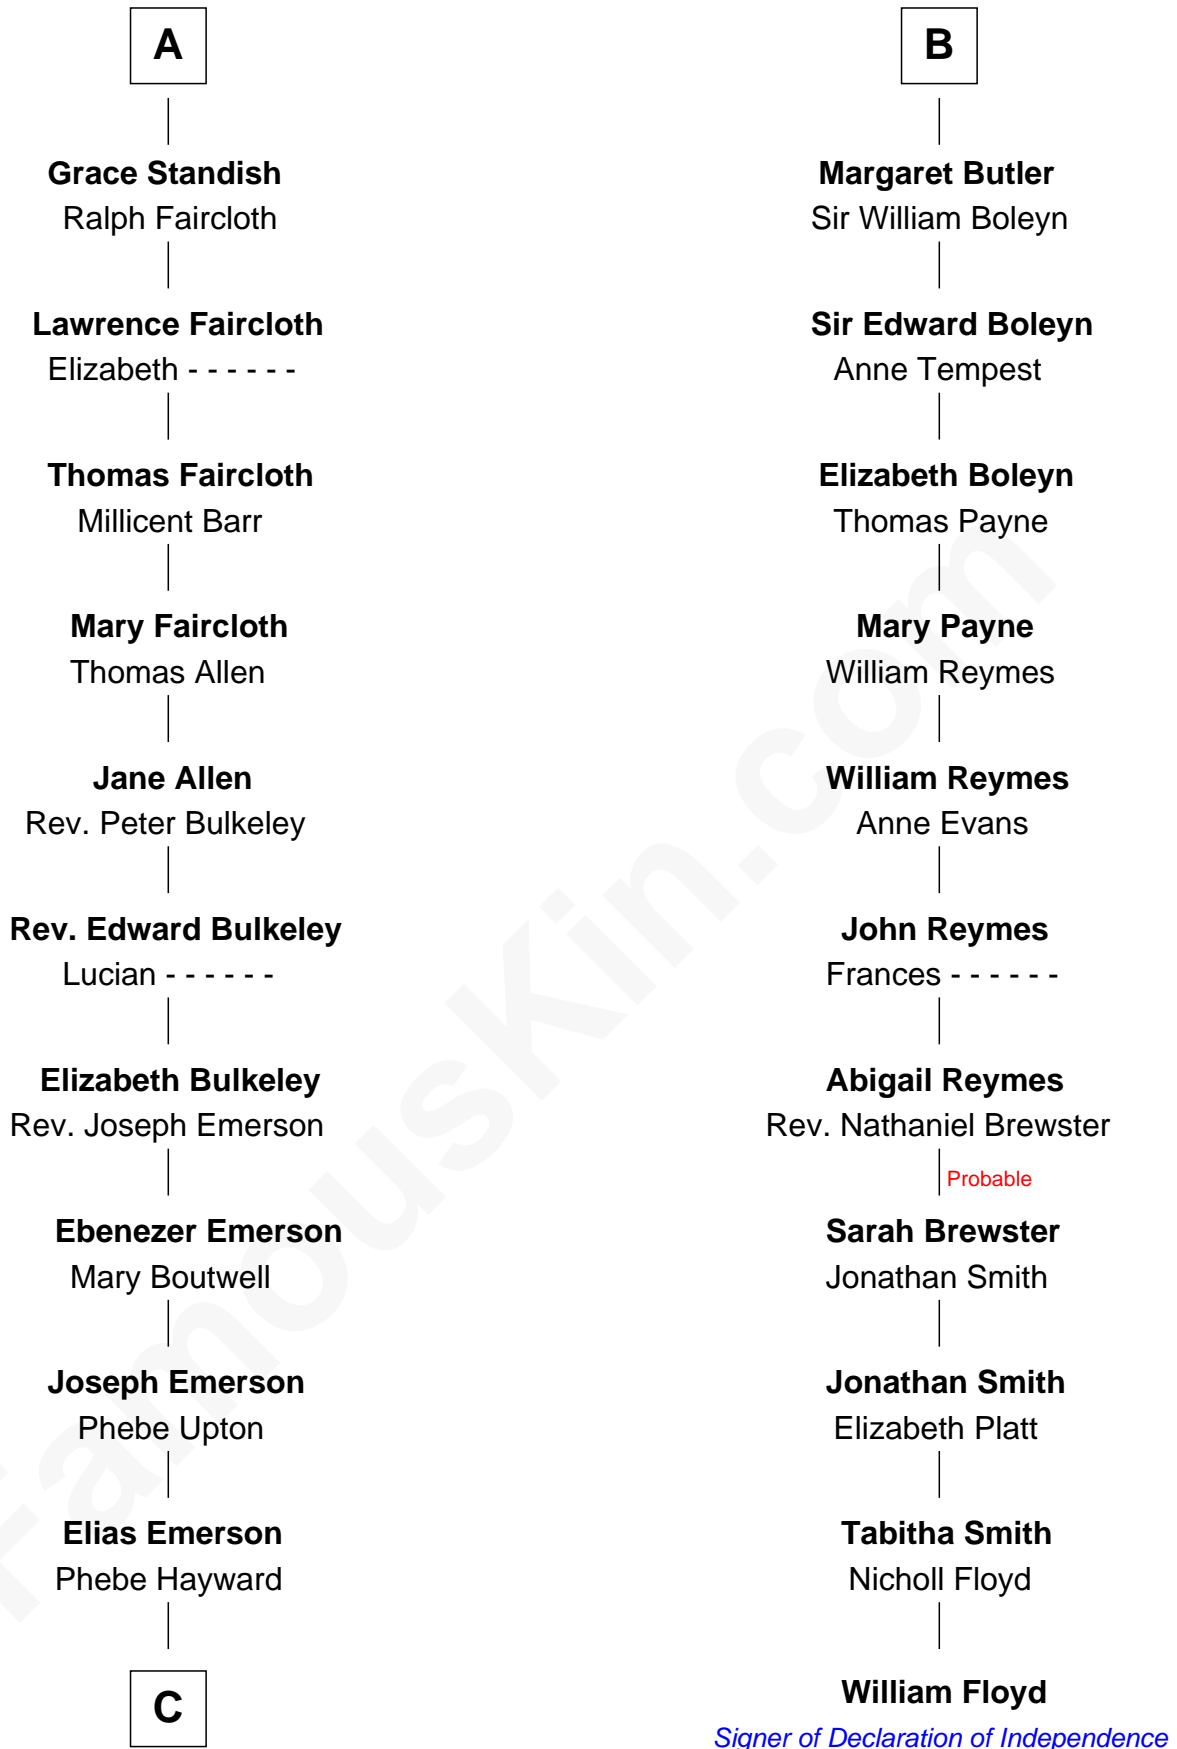 A
Grace Standish
Ralph Faircloth
Lawrence Faircloth
Elizabeth - - - - - -
Thomas Faircloth
Millicent Barr
Mary Faircloth
Thomas Allen
Jane Allen
Rev. Peter Bulkeley
Rev. Edward Bulkeley
Lucian - - - - - -
Elizabeth Bulkeley
Rev. Joseph Emerson
Ebenezer Emerson
Mary Boutwell
Joseph Emerson
Phebe Upton
Elias Emerson
Phebe Hayward
C
B
Margaret Butler
Sir William Boleyn
Sir Edward Boleyn
Anne Tempest
Elizabeth Boleyn
Thomas Payne
Mary Payne
William Reymes
William Reymes
Anne Evans
John Reymes
Frances - - - - - -
Abigail Reymes
Rev. Nathaniel Brewster
Probable
Sarah Brewster
Jonathan Smith
Jonathan Smith
Elizabeth Platt
Tabitha Smith
Nicholl Floyd
William Floyd
Signer of Declaration of Independence
FamousKin.com